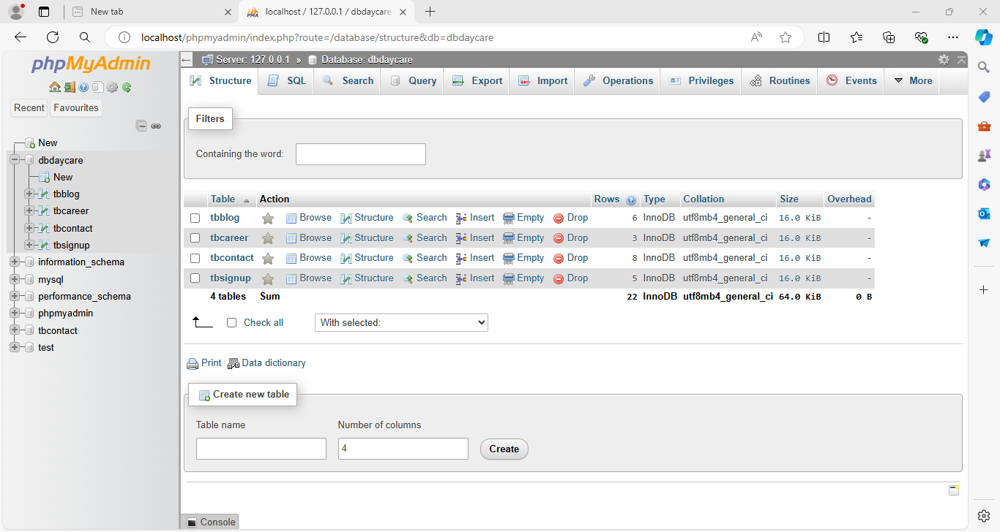 New tab
localhost / 127.0.0.1 / dbdaycare
localhost/phpmyadmin/index.php?route=/database/structure&db=dbdaycare
phpMyAdmin
Recent Favourites
New
dbdaycare
New
tbblog
tbcareer
tbcontact
tbsignup
information_schema
mysql
performance_schema
phpmyadmin
tbcontact
test
Server: 127.0.0.1 » Database: dbdaycare
Structure SQL Search Query Export Import Operations Privileges Routines Events More
Filters
Containing the word:
Table Action Rows Type Collation Size Overhead
tbblog Browse Structure Search Insert Empty Drop 6 InnoDB utf8mb4_general_ci 16.0 KiB -
tbcareer Browse Structure Search Insert Empty Drop 3 InnoDB utf8mb4_general_ci 16.0 KiB -
tbcontact Browse Structure Search Insert Empty Drop 8 InnoDB utf8mb4_general_ci 16.0 KiB -
tbsignup Browse Structure Search Insert Empty Drop 5 InnoDB utf8mb4_general_ci 16.0 KiB -
4 tables Sum 22 InnoDB utf8mb4_general_ci 64.0 KiB 0 B
Check all With selected:
Print Data dictionary
Create new table
Table name Number of columns
4 Create
Console